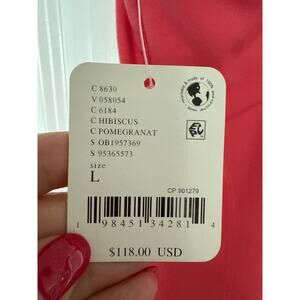 C 8630
V 058054
C 6184
C HIBISCUS
C POMEGRANAT
S OB1957369
S 95365573
size
L
CP 901279
1 98451 34281 4
$118.00 USD